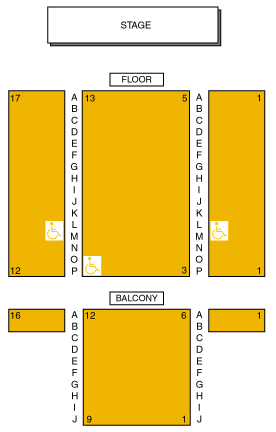 STAGE
FLOOR
17 A 13 5 A 1
B B
C C
D D
E E
F F
G G
H H
I I
J J
K K
L L
M M
N N
O O
12 P 3 P 1
BALCONY
16 A 12 6 A 1
B B
C C
D D
E E
F F
G G
H H
I I
J 9 1 J